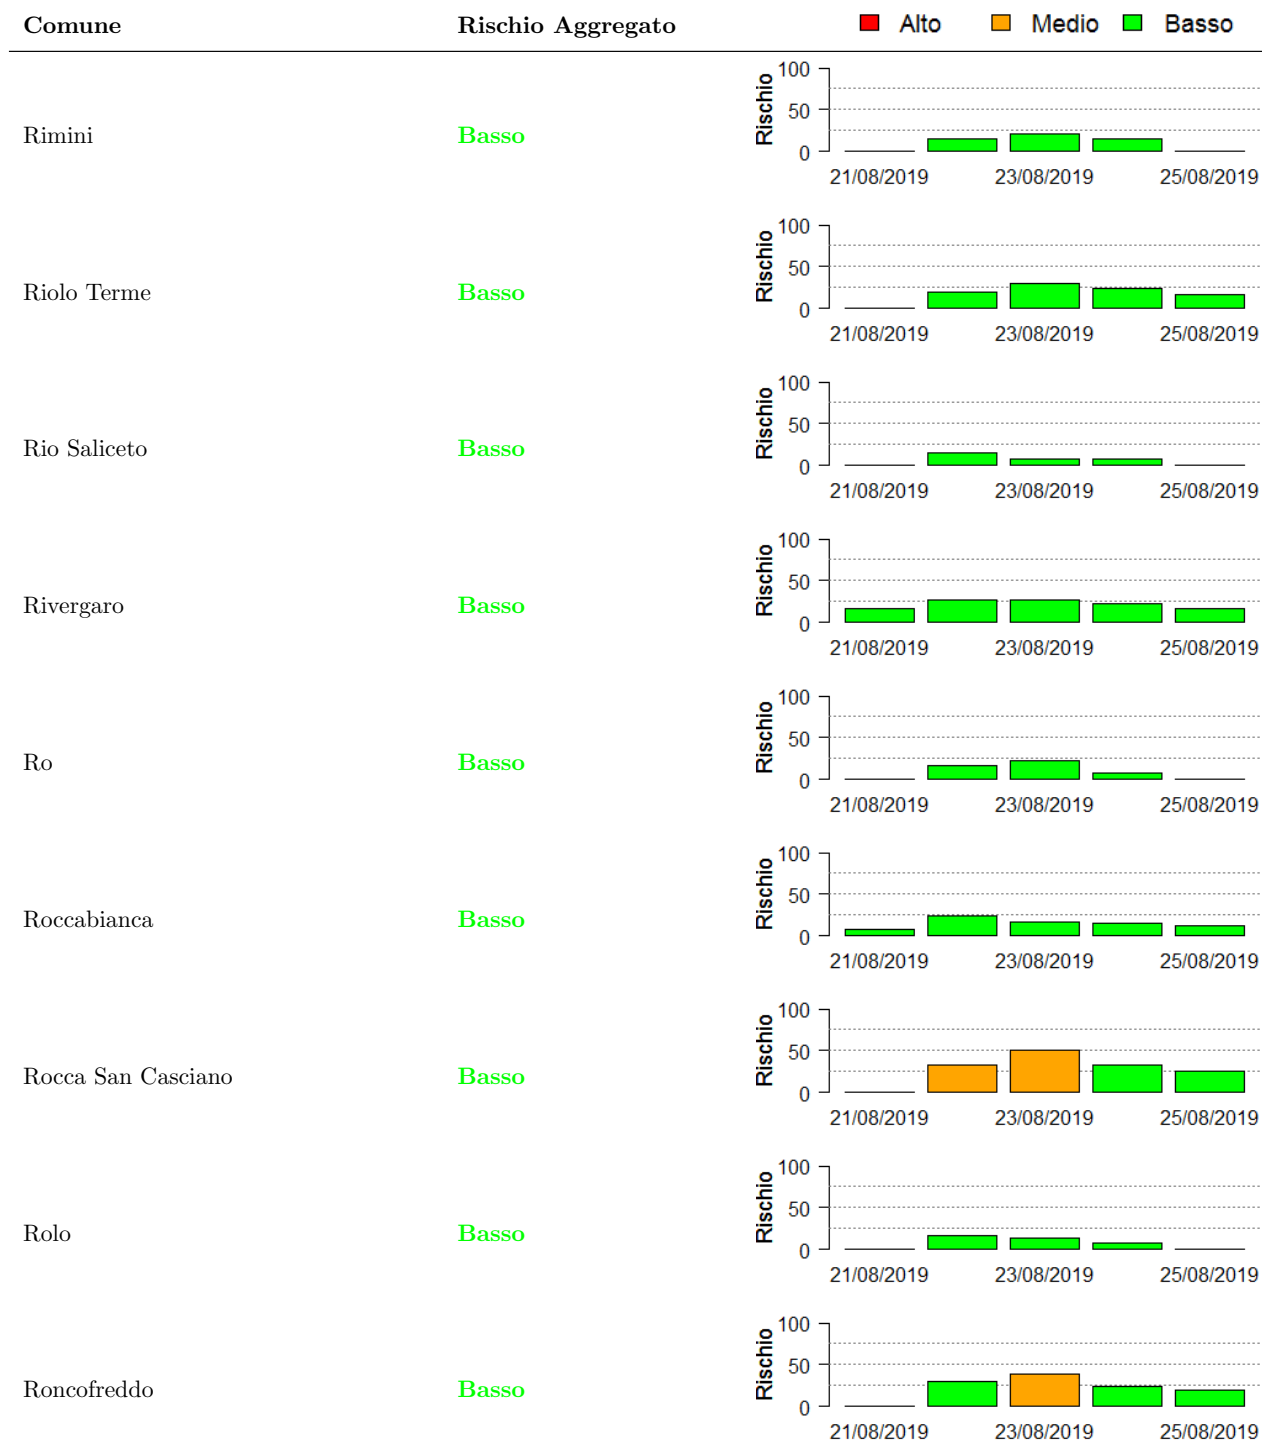 Comune Rischio Aggregato Alto Medio Basso
Rimini Basso
Rischio
100
50
0
21/08/2019 23/08/2019 25/08/2019
Riolo Terme Basso
Rischio
100
50
0
21/08/2019 23/08/2019 25/08/2019
Rio Saliceto Basso
Rischio
100
50
0
21/08/2019 23/08/2019 25/08/2019
Rivergaro Basso
Rischio
100
50
0
21/08/2019 23/08/2019 25/08/2019
Ro Basso
Rischio
100
50
0
21/08/2019 23/08/2019 25/08/2019
Roccabianca Basso
Rischio
100
50
0
21/08/2019 23/08/2019 25/08/2019
Rocca San Casciano Basso
Rischio
100
50
0
21/08/2019 23/08/2019 25/08/2019
Rolo Basso
Rischio
100
50
0
21/08/2019 23/08/2019 25/08/2019
Roncofreddo Basso
Rischio
100
50
0
21/08/2019 23/08/2019 25/08/2019